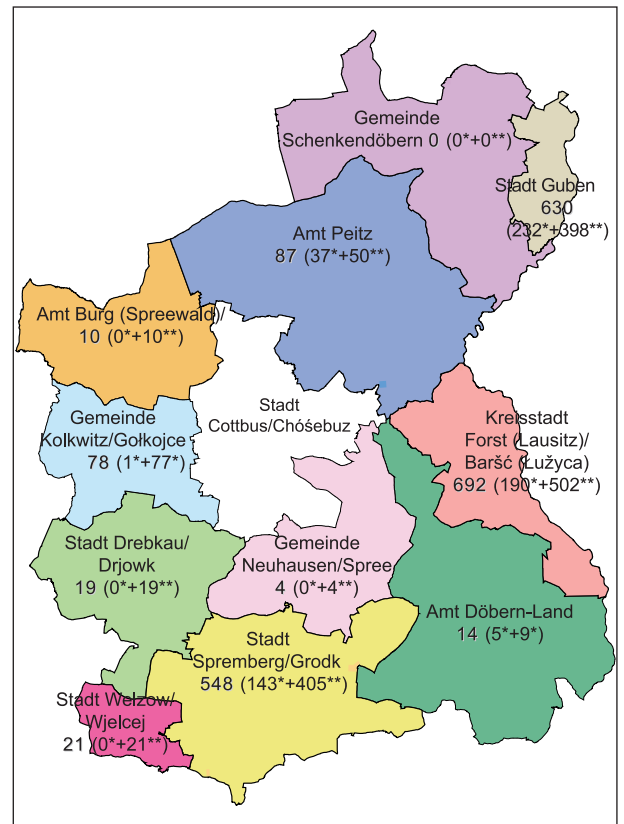 Gemeinde
Schenkendöbern 0 (0*+0**)
Stadt Guben
630
(232*+398**)
Amt Peitz
87 (37*+50**)
Amt Burg (Spreewald)/
10 (0*+10**)
Stadt
Cottbus/Chóśebuz
Gemeinde
Kolkwitz/Gołkojce
78 (1*+77*)
Kreisstadt
Forst (Lausitz)/
Baršć (Łužyca)
692 (190*+502**)
Stadt Drebkau/
Drjowk
19 (0*+19**)
Gemeinde
Neuhausen/Spree
4 (0*+4**)
Amt Döbern-Land
14 (5*+9*)
Stadt
Spremberg/Grodk
548 (143*+405**)
Stadt Welzow/
Wjelcej
21 (0*+21**)